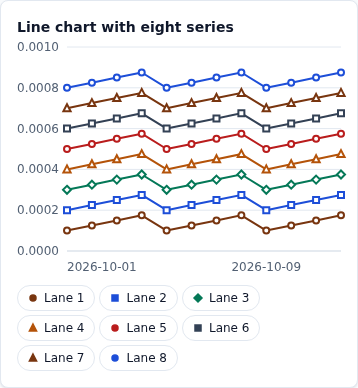 Line chart with eight series
0.0010
0.0008
0.0006
0.0004
0.0002
0.0000
2026-10-01 2026-10-09
Lane 1 Lane 2 Lane 3
Lane 4 Lane 5 Lane 6
Lane 7 Lane 8